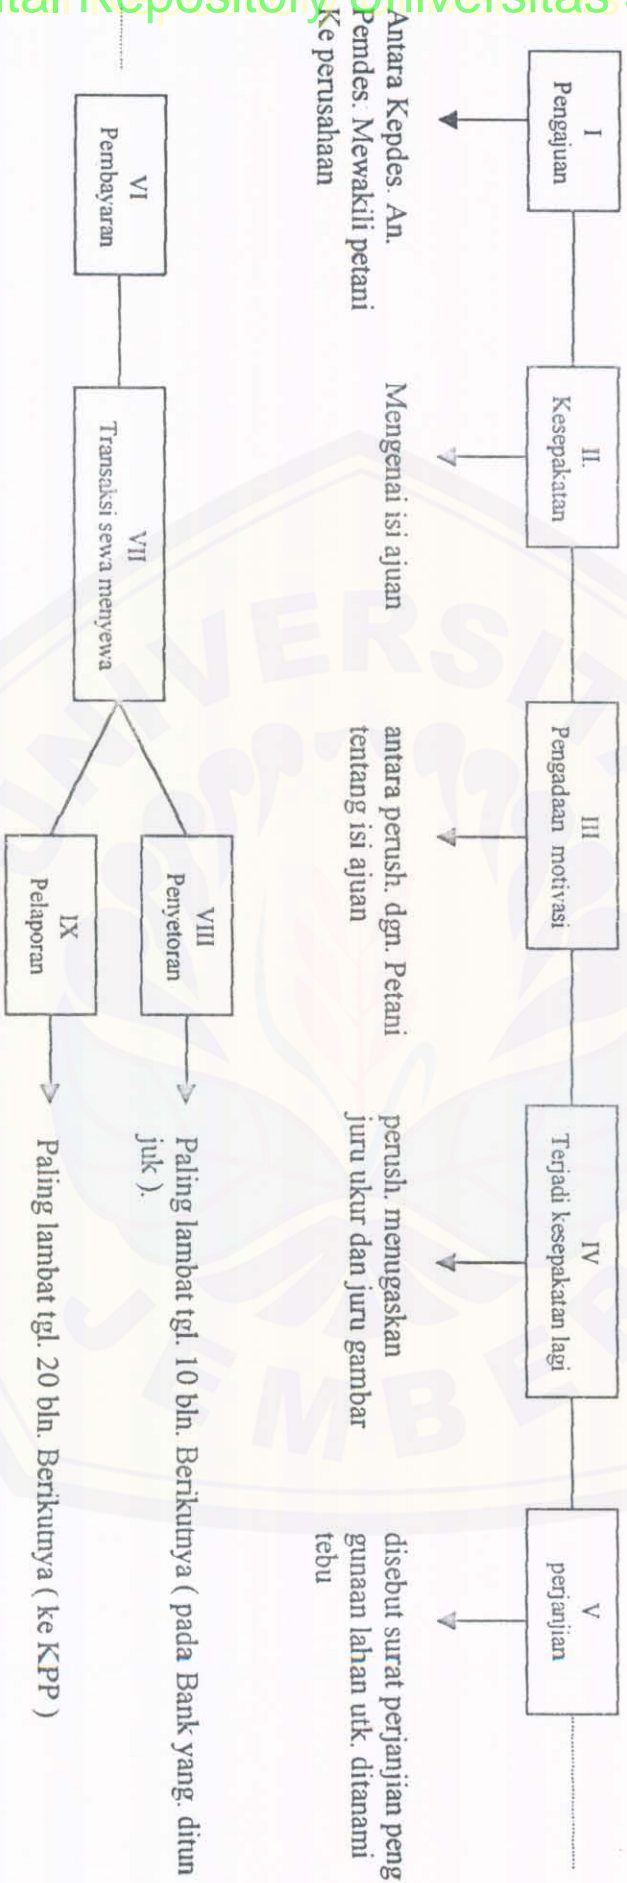 ital Repository Universitas
I
Pengajuan
II.
Kesepakatan
III
Pengadaan motivasi
IV
Terjadi kesepakatan lagi
V
perjanjian
Antara Kepdes. An.
Pemdes. Mewakili petani
Ke perusahaan
Mengenai isi ajuan
antara perush. dgn. Petani
tentang isi ajuan
perush. menugaskan
juru ukur dan juru gambar
disebut surat perjanjian peng
gunaan lahan utk. ditanami
tebu
VI
Pembayaran
VII
Transaksi sewa menyewa
VIII
Penyetoran
Paling lambat tgl. 10 bln. Berikutnya ( pada Bank yang. ditun
juk ).
IX
Pelaporan
Paling lambat tgl. 20 bln. Berikutnya ( ke KPP )
UNIVERSITA
JEMBER